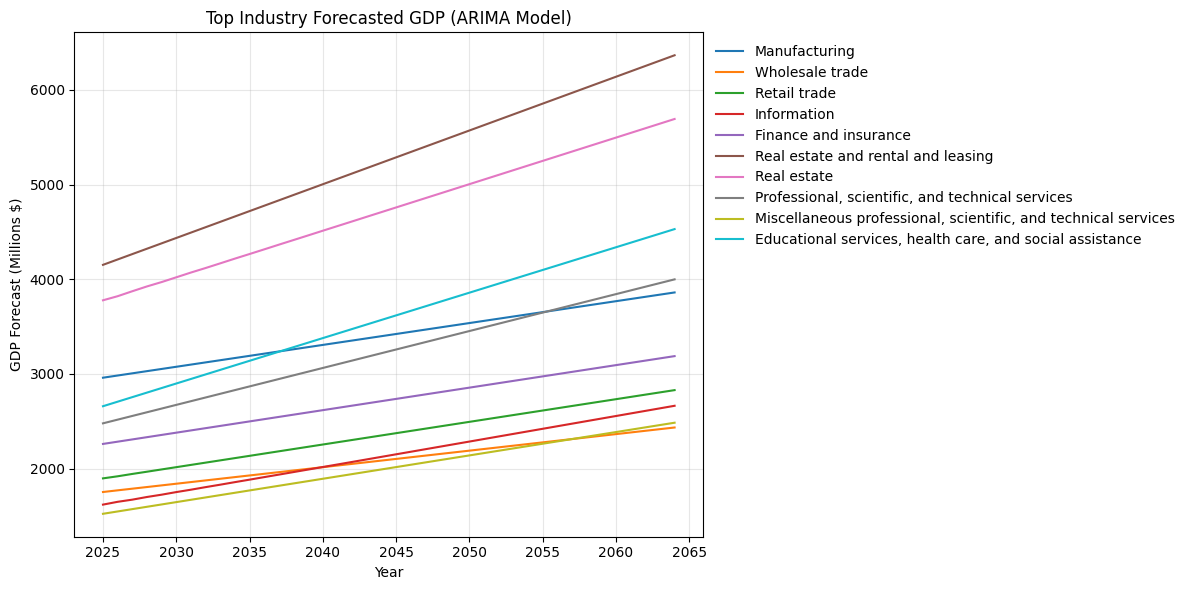 Top Industry Forecasted GDP (ARIMA Model)
GDP Forecast (Millions $)
6000
5000
4000
3000
2000
2025 2030 2035 2040 2045 2050 2055 2060 2065
Year
Manufacturing
Wholesale trade
Retail trade
Information
Finance and insurance
Real estate and rental and leasing
Real estate
Professional, scientific, and technical services
Miscellaneous professional, scientific, and technical services
Educational services, health care, and social assistance